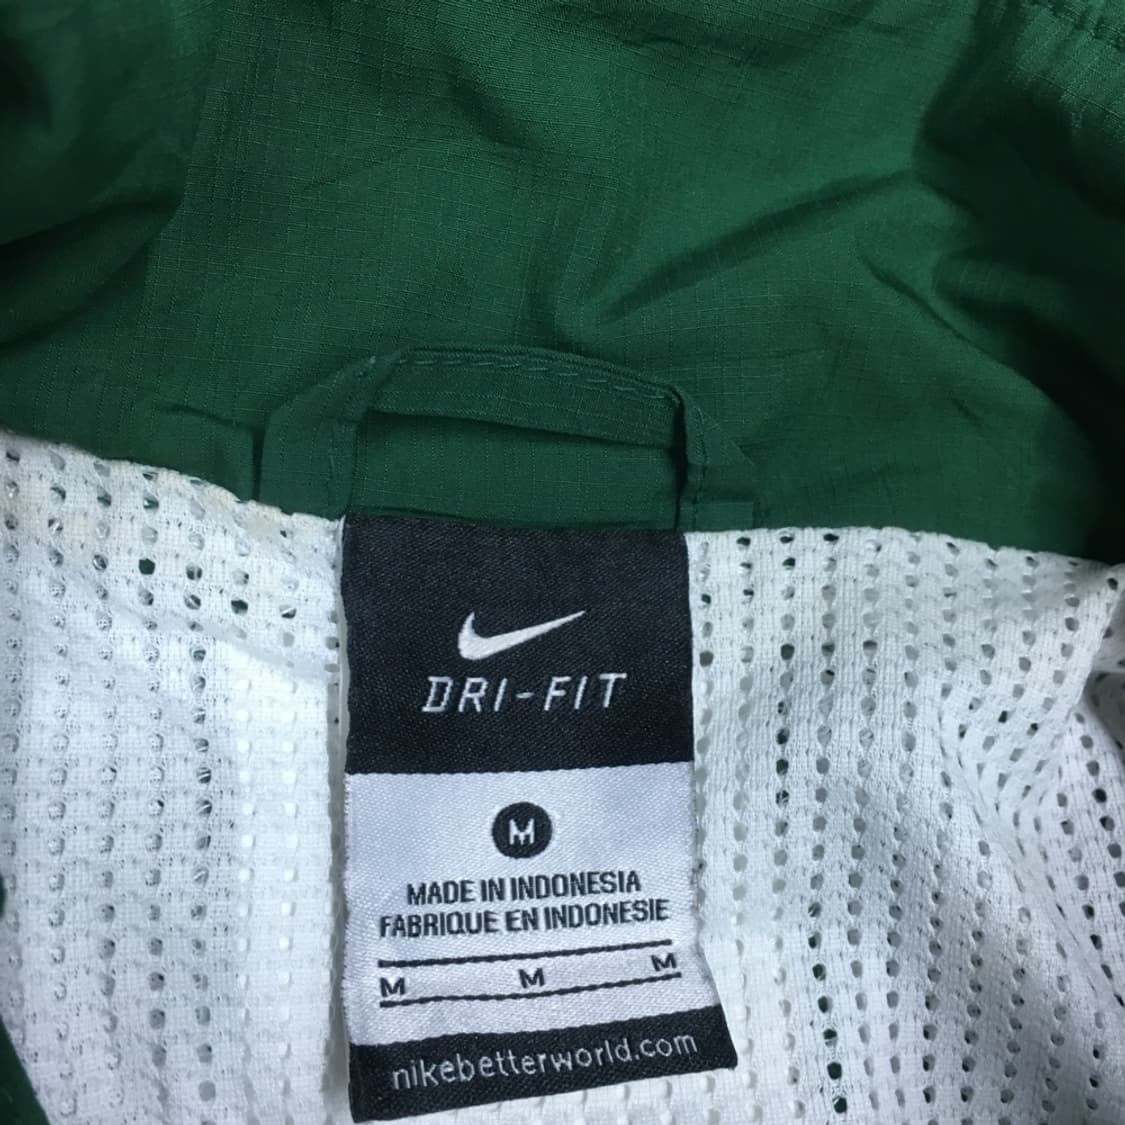 DRI-FIT
M
MADE IN INDONESIA
FABRIQUE EN INDONESIE
M M M
nikebetterworld.com